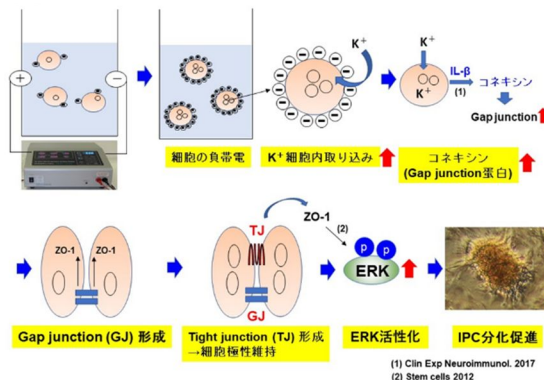 +
−
K⁺
K⁺
K⁺
IL-β
(1)
コネキシン
Gap junction
細胞の負帯電
K⁺細胞内取り込み
コネキシン
(Gap junction蛋白)
ZO-1
ZO-1
TJ
GJ
ZO-1
(2)
p
p
ERK
Gap junction (GJ) 形成
Tight junction (TJ) 形成
→細胞極性維持
ERK活性化
IPC分化促進
(1) Clin Exp Neuroimmunol. 2017
(2) Stem cells 2012